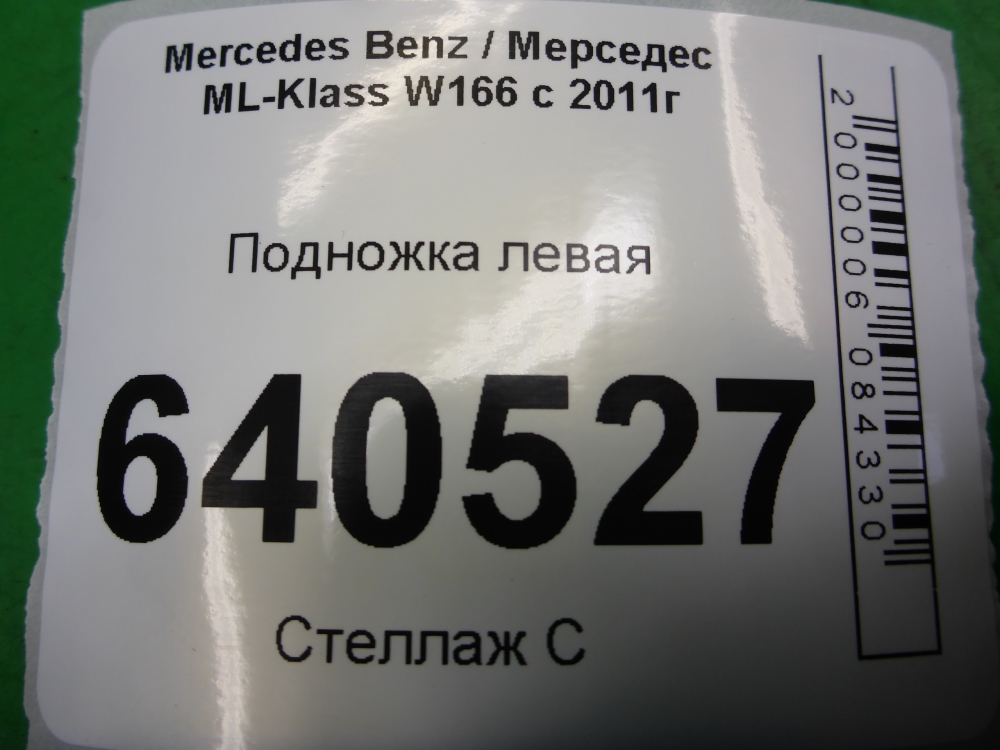 Mercedes Benz / Мерседес
ML-Klass W166 с 2011г
Подножка левая
640527
Стеллаж С
2000006084330